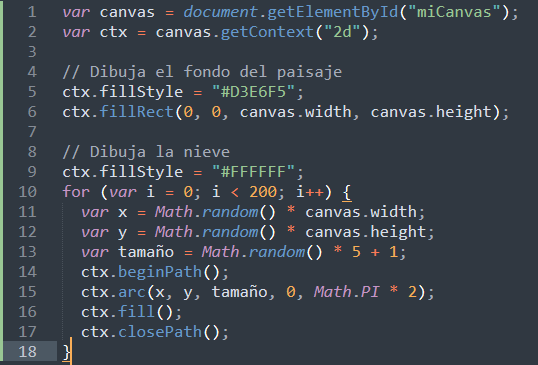 1 var canvas = document.getElementById("miCanvas");
2 var ctx = canvas.getContext("2d");
3
4 // Dibuja el fondo del paisaje
5 ctx.fillStyle = "#D3E6F5";
6 ctx.fillRect(0, 0, canvas.width, canvas.height);
7
8 // Dibuja la nieve
9 ctx.fillStyle = "#FFFFFF";
10 for (var i = 0; i < 200; i++) {
11   var x = Math.random() * canvas.width;
12   var y = Math.random() * canvas.height;
13   var tamaño = Math.random() * 5 + 1;
14   ctx.beginPath();
15   ctx.arc(x, y, tamaño, 0, Math.PI * 2);
16   ctx.fill();
17   ctx.closePath();
18 }